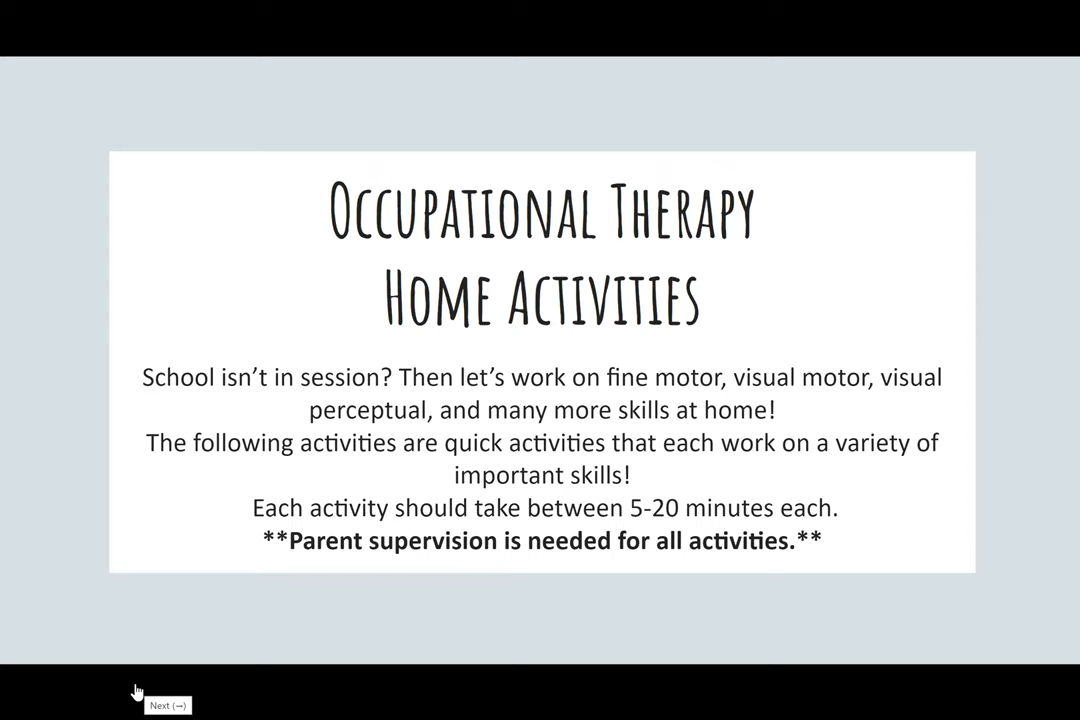 Occupational Therapy
Home Activities
School isn’t in session? Then let’s work on fine motor, visual motor, visual
perceptual, and many more skills at home!
The following activities are quick activities that each work on a variety of
important skills!
Each activity should take between 5-20 minutes each.
**Parent supervision is needed for all activities.**
Next (→)